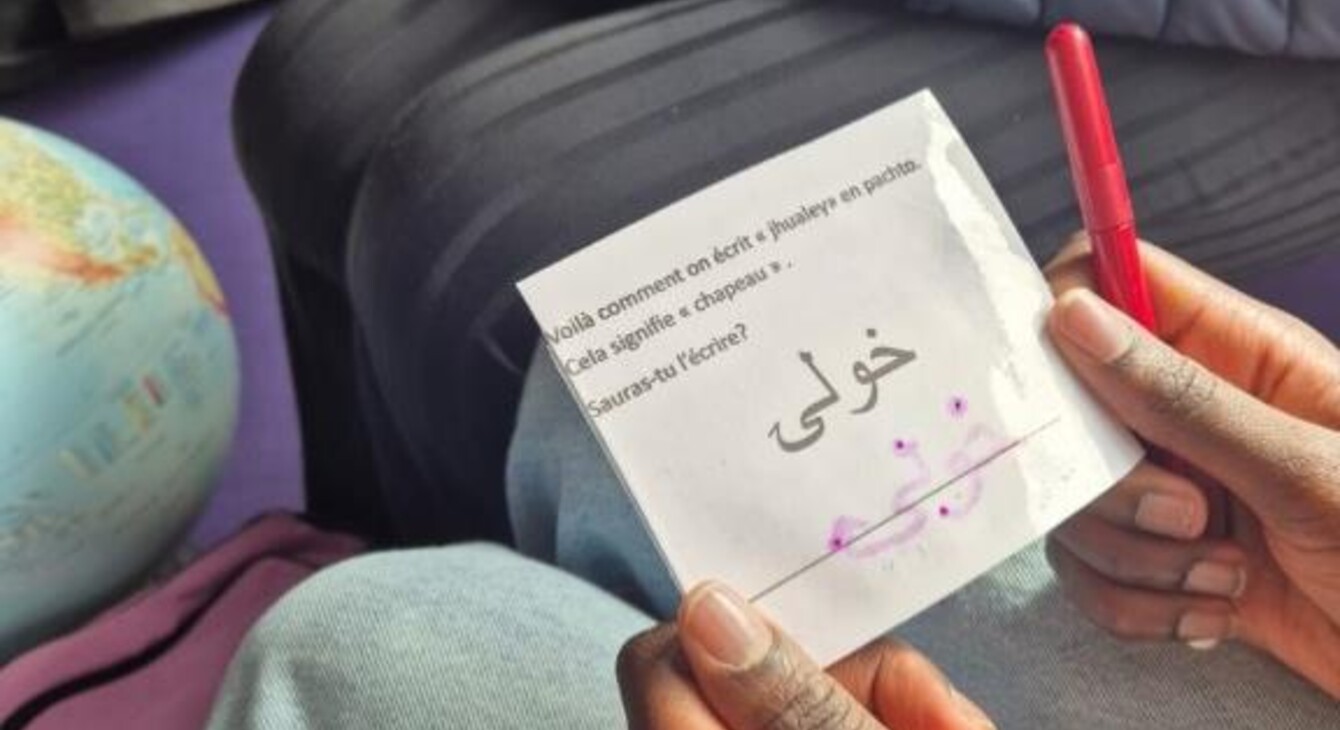 Voilà comment on écrit « jhualey» en pachto.
Cela signifie « chapeau » .
Sauras-tu l'écrire?
خولی